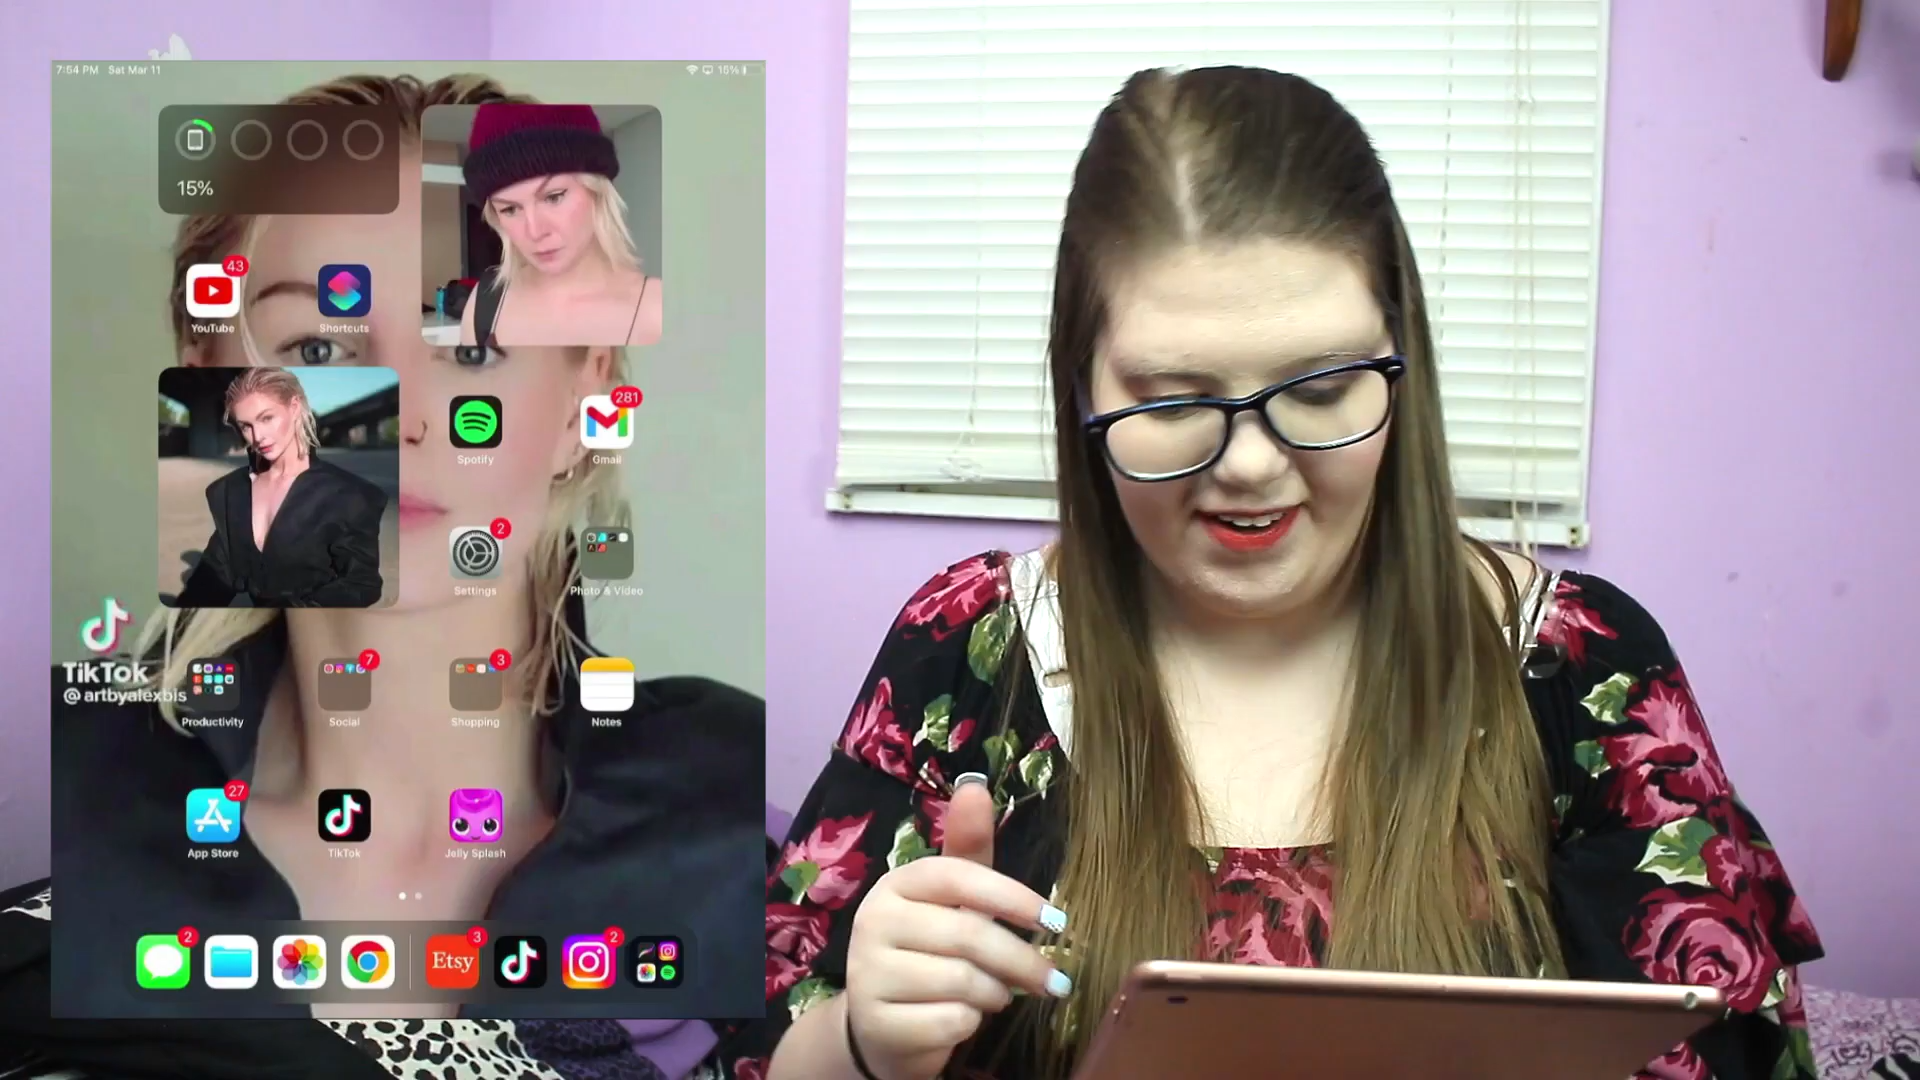 7:54 PM Sat Mar 11
16%
15%
43
YouTube
Shortcuts
281
Spotify
Gmail
2
Settings
Photo & Video
TikTok
@artbyalexbis
7
3
Productivity
Social
Shopping
Notes
27
App Store
TikTok
Jelly Splash
2
3
2
Etsy